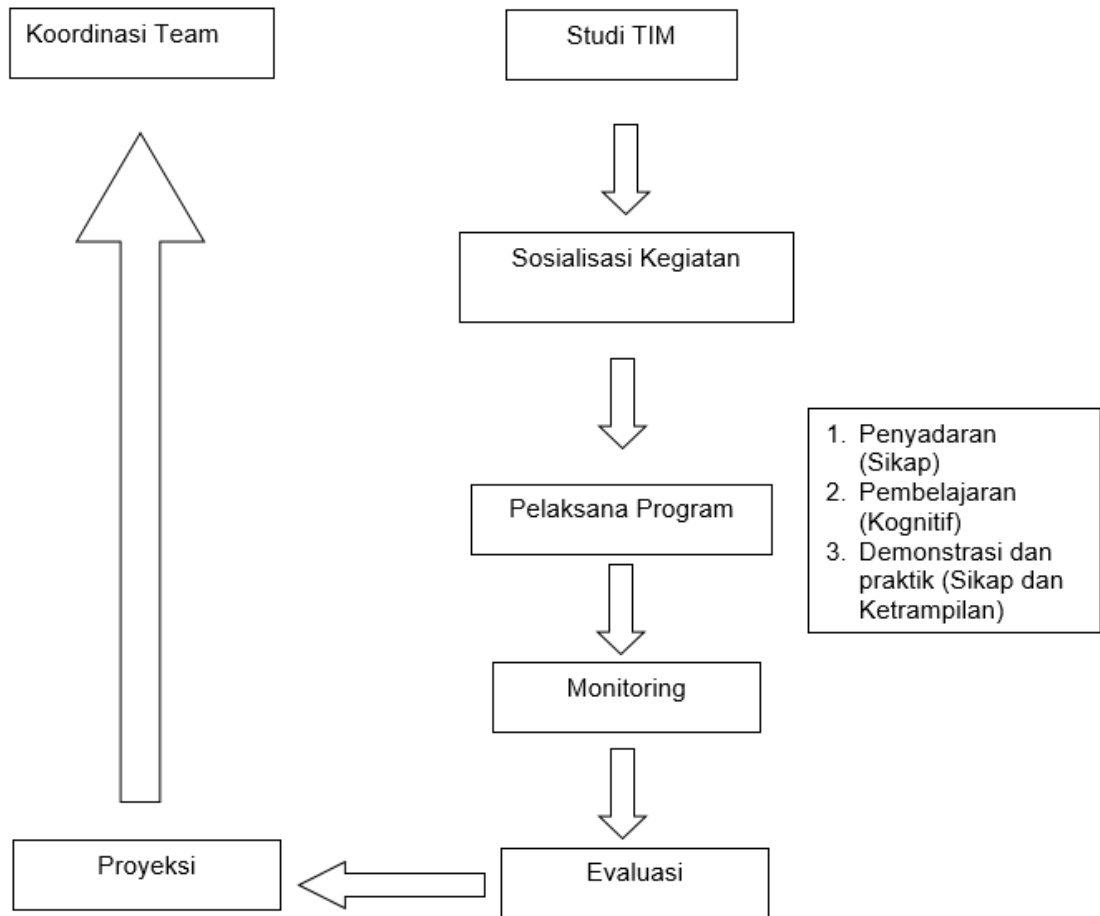 Koordinasi Team
Studi TIM
Sosialisasi Kegiatan
Pelaksana Program
1. Penyadaran
(Sikap)
2. Pembelajaran
(Kognitif)
3. Demonstrasi dan
praktik (Sikap dan
Ketrampilan)
Monitoring
Evaluasi
Proyeksi